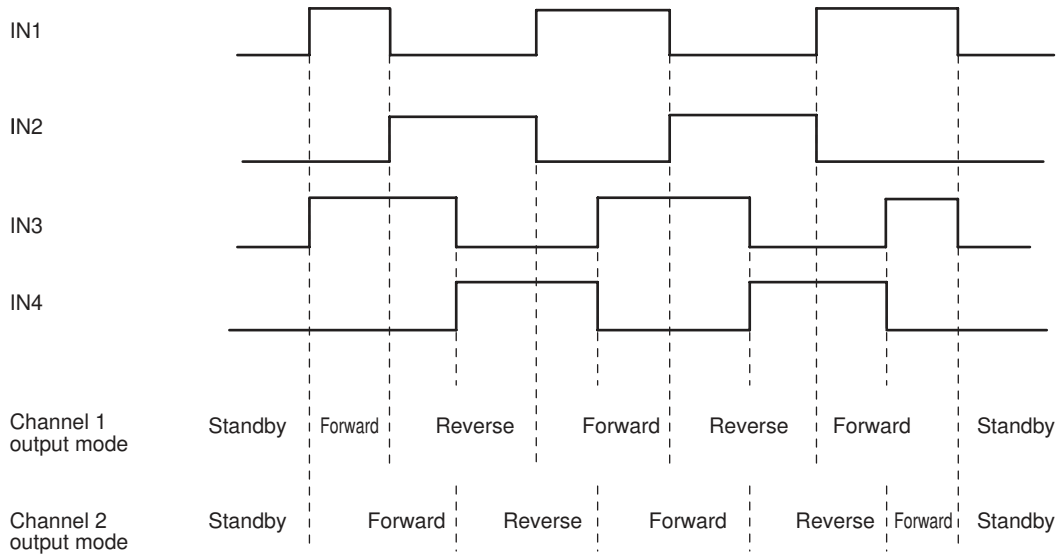 IN1
IN2
IN3
IN4
Channel 1
output mode
Standby Forward Reverse Forward Reverse Forward Standby
Channel 2
output mode
Standby Forward Reverse Forward Reverse Forward Standby